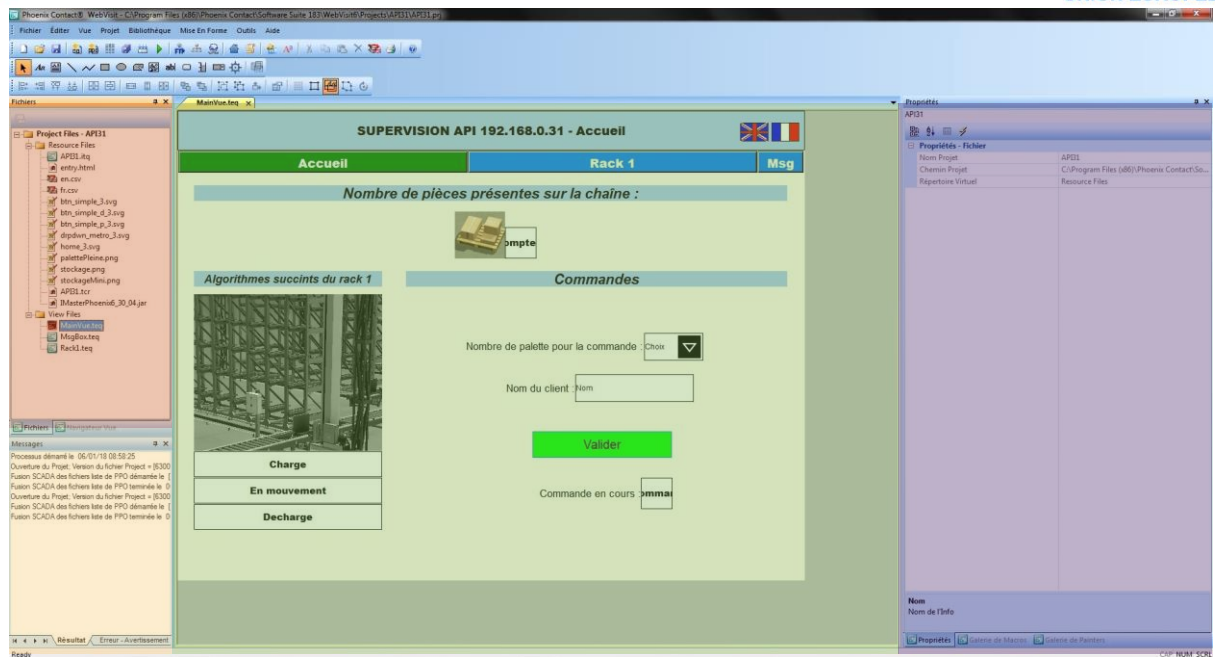 Phoenix Contact® WebVisit - C:\Program Files (x86)\Phoenix Contact\Software Suite 183\WebVisit6\Projects\API31\API31.prj
Fichier Éditer Vue Projet Bibliothèque Mise En Forme Outils Aide
Fichiers
MainVue.teq
Propriétés
API31
Project Files - API31
Resource Files
API31.itq
entry.html
en.csv
fr.csv
btn_simple_3.svg
btn_simple_d_3.svg
btn_simple_p_3.svg
drpdwn_metro_3.svg
home_3.svg
palettePleine.png
stockage.png
stockageMini.png
API31.tcr
IMasterPhoenix6_30_04.jar
View Files
MainVue.teq
MsgBox.teq
Rack1.teq
Fichiers Navigateur Vue
Messages
Processus démarré le 06/01/18 08:58:25
Ouverture du Projet: Version du fichier Project = [6300
Fusion SCADA des fichiers liste de PPO démarrée le [
Fusion SCADA des fichiers liste de PPO terminée le 0
Ouverture du Projet: Version du fichier Project = [6300
Fusion SCADA des fichiers liste de PPO démarrée le [
Fusion SCADA des fichiers liste de PPO terminée le 0
Résultat Erreur - Avertissement
Ready
SUPERVISION API 192.168.0.31 - Accueil
Accueil Rack 1 Msg
Nombre de pièces présentes sur la chaîne :
ompte
Algorithmes succints du rack 1
Commandes
Nombre de palette pour la commande : Choix
Nom du client : Nom
Valider
Commande en cours :
Charge
En mouvement
Decharge
Propriétés - Fichier
Nom Projet API31
Chemin Projet C:\Program Files (x86)\Phoenix Contact\So...
Répertoire Virtuel Resource Files
Nom
Nom de l'Info
Propriétés Galerie de Macros Galerie de Painters
CAP NUM SCRL